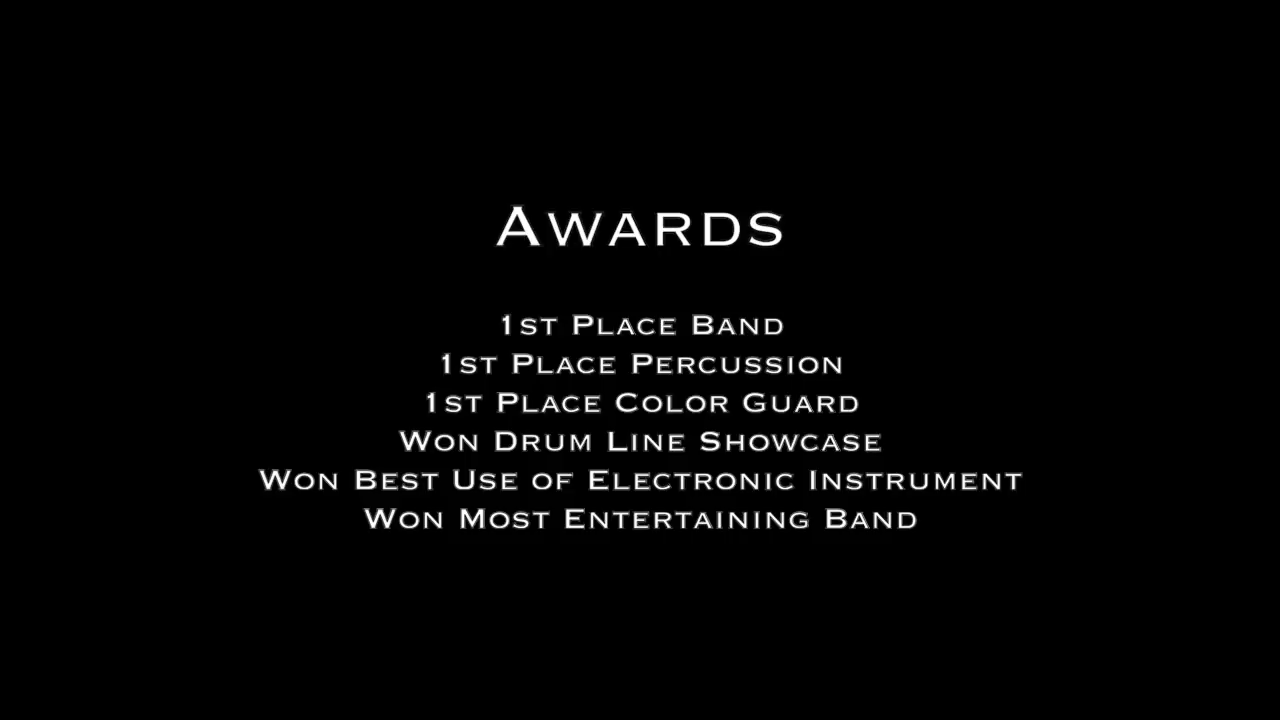 Awards
1st Place Band
1st Place Percussion
1st Place Color Guard
Won Drum Line Showcase
Won Best Use of Electronic Instrument
Won Most Entertaining Band